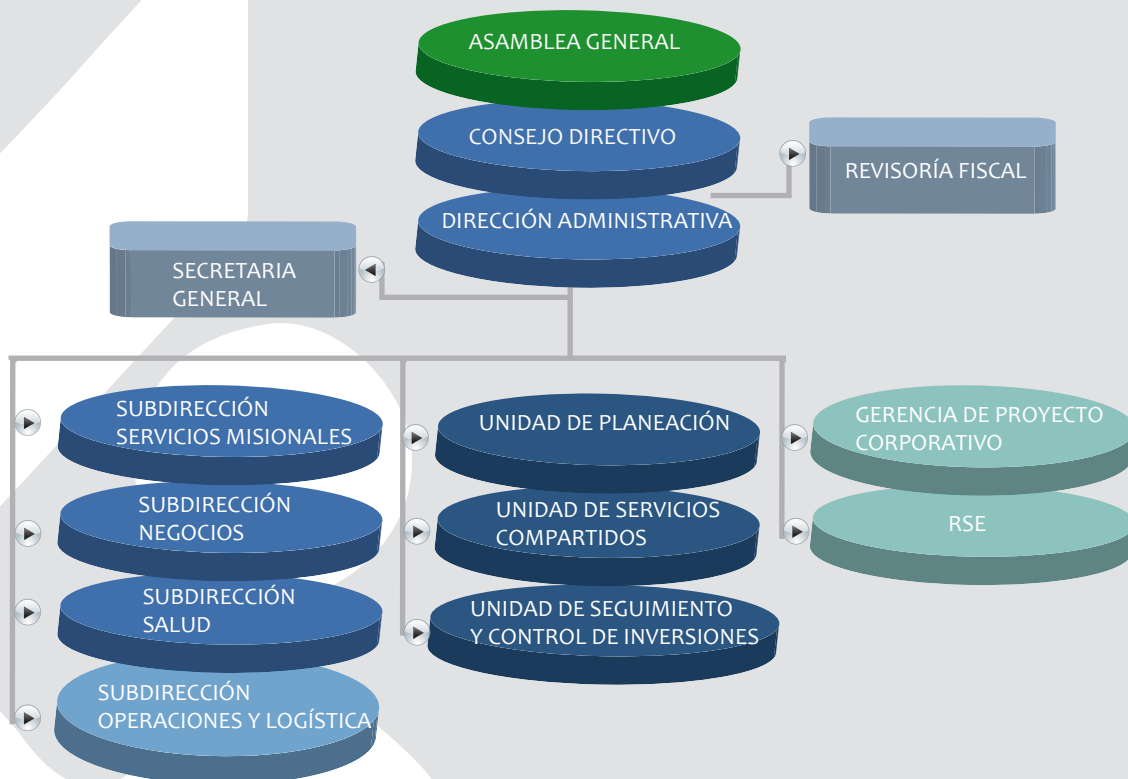 ASAMBLEA GENERAL
CONSEJO DIRECTIVO
REVISORÍA FISCAL
DIRECCIÓN ADMINISTRATIVA
SECRETARIA
GENERAL
SUBDIRECCIÓN
SERVICIOS MISIONALES
SUBDIRECCIÓN
NEGOCIOS
SUBDIRECCIÓN
SALUD
SUBDIRECCIÓN
OPERACIONES Y LOGÍSTICA
UNIDAD DE PLANEACIÓN
UNIDAD DE SERVICIOS
COMPARTIDOS
UNIDAD DE SEGUIMIENTO
Y CONTROL DE INVERSIONES
GERENCIA DE PROYECTO
CORPORATIVO
RSE